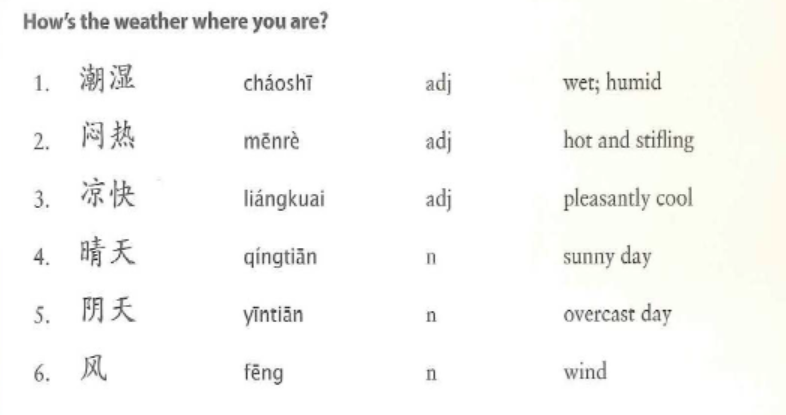 How's the weather where you are?
1. 潮湿 cháoshī adj wet; humid
2. 闷热 mēnrè adj hot and stifling
3. 凉快 liángkuai adj pleasantly cool
4. 晴天 qíngtiān n sunny day
5. 阴天 yīntiān n overcast day
6. 风 fēng n wind